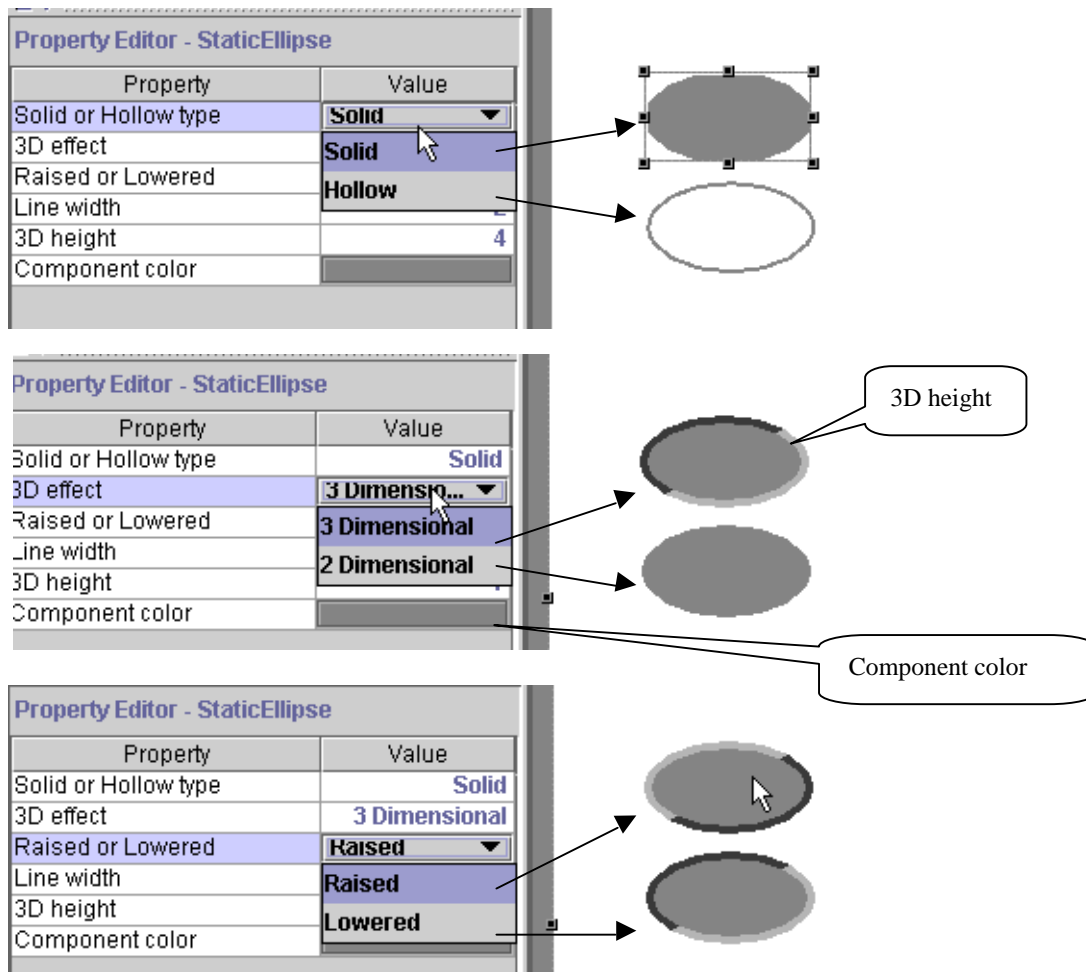 Property Editor - StaticEllipse
Property Value
Solid or Hollow type Solid
3D effect Solid
Raised or Lowered Hollow
Line width 2
3D height 4
Component color
Property Editor - StaticEllipse
Property Value
Solid or Hollow type Solid
3D effect 3 Dimensio...
Raised or Lowered 3 Dimensional
Line width 2 Dimensional
3D height
Component color
3D height
Component color
Property Editor - StaticEllipse
Property Value
Solid or Hollow type Solid
3D effect 3 Dimensional
Raised or Lowered Raised
Line width Raised
3D height Lowered
Component color